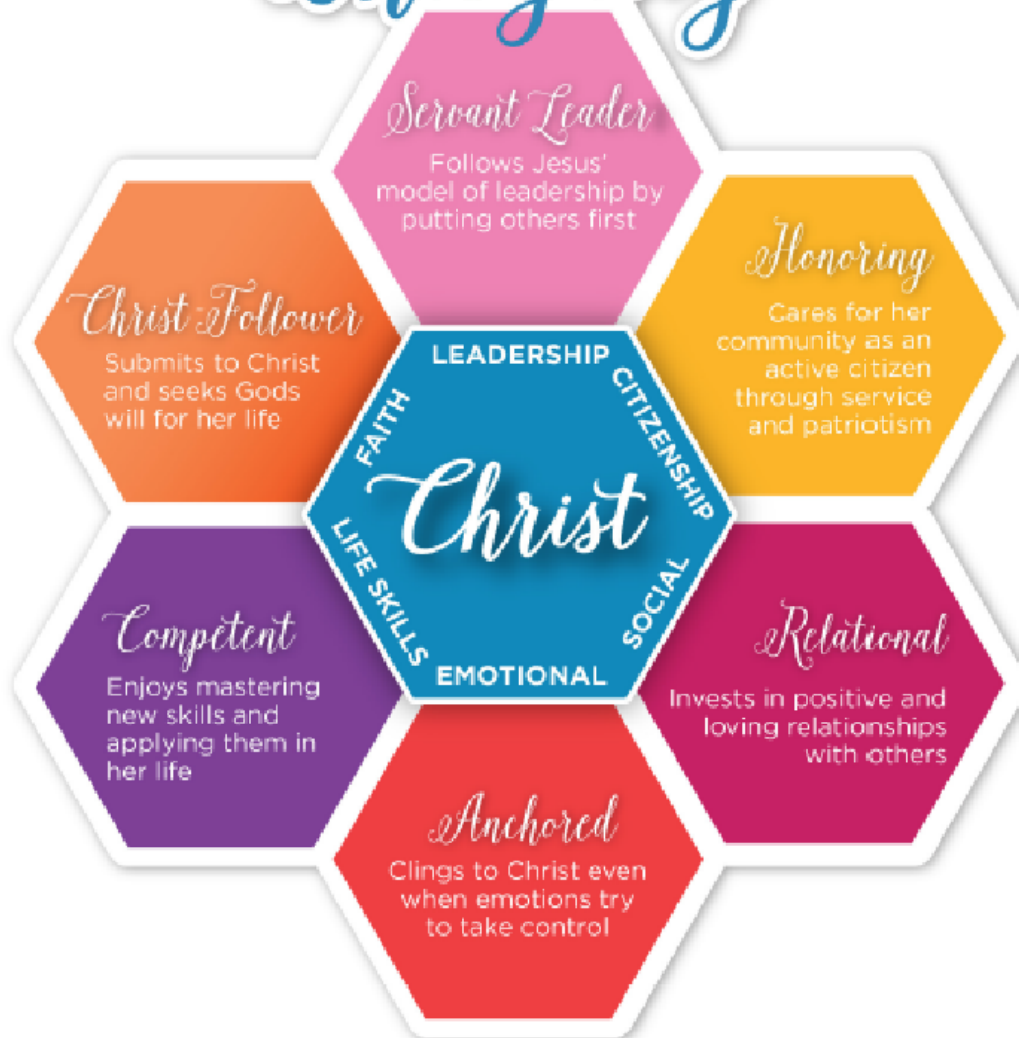 Servant Leader
Follows Jesus'
model of leadership by
putting others first
Honoring
Cares for her
community as an
active citizen
through service
and patriotism
Christ-Follower
Submits to Christ
and seeks Gods
will for her life
LEADERSHIP
CITIZENSHIP
FAITH
Christ
LIFE SKILLS
SOCIAL
EMOTIONAL
Competent
Enjoys mastering
new skills and
applying them in
her life
Relational
Invests in positive and
loving relationships
with others
Anchored
Clings to Christ even
when emotions try
to take control